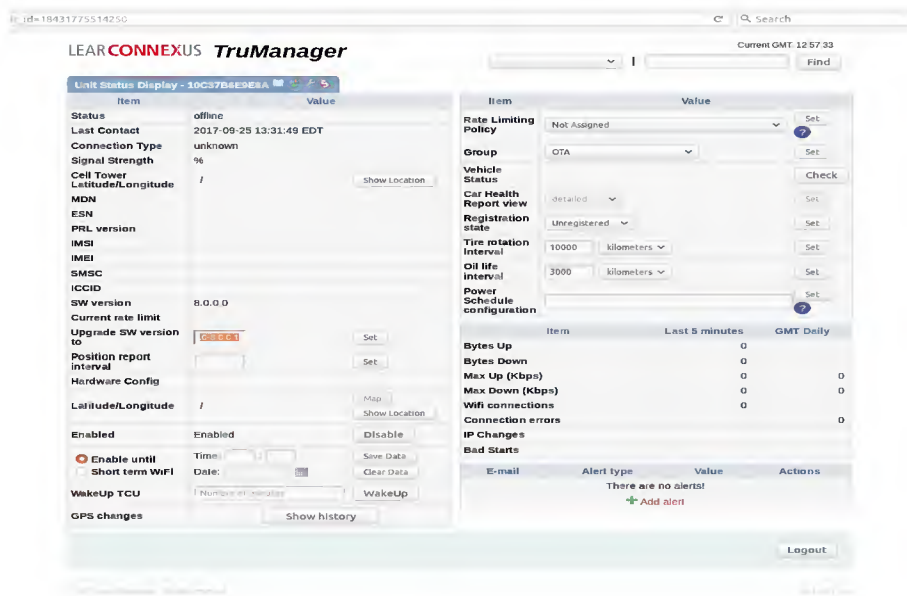 _id=18431775514250
Search
LEAR CONNEXUS TruManager
Current GMT: 12:57:33
Find
Unit Status Display - 10C37B4E9E8A
Item Value
Status offline
Last Contact 2017-09-25 13:31:49 EDT
Connection Type unknown
Signal Strength %
Cell Tower
Latitude/Longitude / Show Location
MDN
ESN
PRL version
IMSI
IMEI
SMSC
ICCID
SW version 8.0.0.0
Current rate limit
Upgrade SW version
to Set
Position report
interval Set
Hardware Config
Map
Latitude/Longitude / Show Location
Enabled Enabled Disable
Enable until Time: : Save Data
Short term WiFi Date: Clear Data
WakeUp TCU Number of minutes WakeUp
GPS changes Show history
Item Value
Rate Limiting
Policy Not Assigned Set
?
Group OTA Set
Vehicle
Status Check
Car Health
Report view detailed Set
Registration
state Unregistered Set
Tire rotation
Interval 10000 kilometers Set
Oil life
interval 3000 kilometers Set
Power
Schedule
configuration Set
?
Item Last 5 minutes GMT Daily
Bytes Up 0
Bytes Down 0
Max Up (Kbps) 0 0
Max Down (Kbps) 0 0
Wifi connections 0
Connection errors 0
IP Changes
Bad Starts
E-mail Alert type Value Actions
There are no alerts!
Add alert
Logout